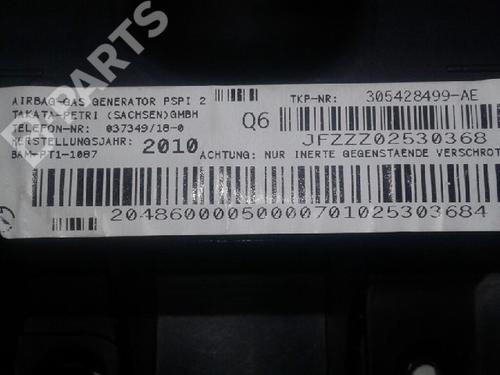 B-PARTS
AIRBAG-GAS GENERATOR PSPI 2
TAKATA-PETRI (SACHSEN)GMBH
TELEFON-NR: 037349/18-0
HERSTELLUNGSJAHR: 2010
BAM-PT1-1087
Q6
TKP-NR: 305428499-AE
JFZZZ02530368
ACHTUNG: NUR INERTE GEGENSTAENDE VERSCHROT
20486000050000701025303684